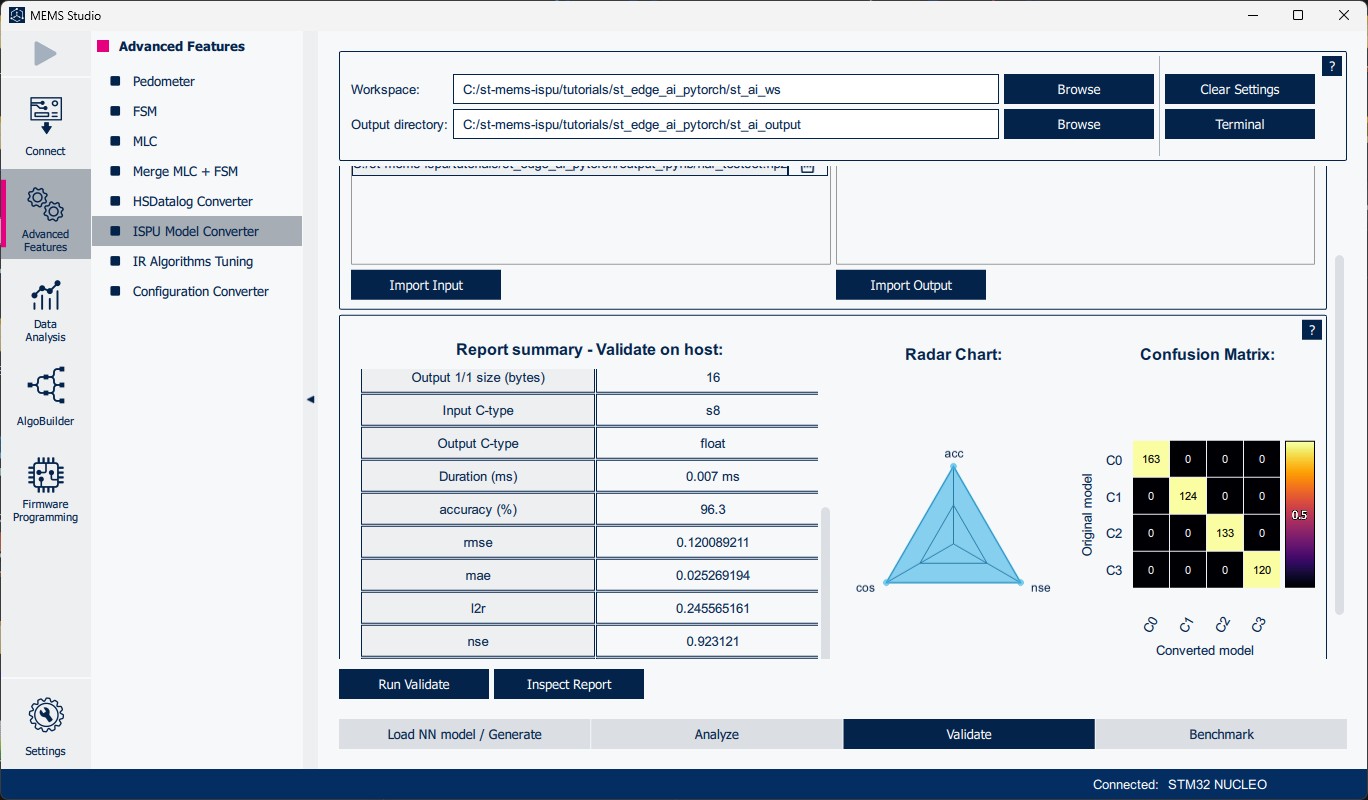 MEMS Studio
Connect
Advanced
Features
Data
Analysis
AlgoBuilder
Firmware
Programming
Settings
Advanced Features
Pedometer
FSM
MLC
Merge MLC + FSM
HSDatalog Converter
ISPU Model Converter
IR Algorithms Tuning
Configuration Converter
?
Workspace: C:/st-mems-ispu/tutorials/st_edge_ai_pytorch/st_ai_ws Browse Clear Settings
Output directory: C:/st-mems-ispu/tutorials/st_edge_ai_pytorch/st_ai_output Browse Terminal
Import Input Import Output
?
Report summary - Validate on host:
Output 1/1 size (bytes) 16
Input C-type s8
Output C-type float
Duration (ms) 0.007 ms
accuracy (%) 96.3
rmse 0.120089211
mae 0.025269194
l2r 0.245565161
nse 0.923121
Radar Chart:
acc
cos nse
Confusion Matrix:
Original model
C0 163 0 0 0
C1 0 124 0 0
C2 0 0 133 0
C3 0 0 0 120
0.5
C0 C1 C2 C3
Converted model
Run Validate Inspect Report
Load NN model / Generate Analyze Validate Benchmark
Connected: STM32 NUCLEO